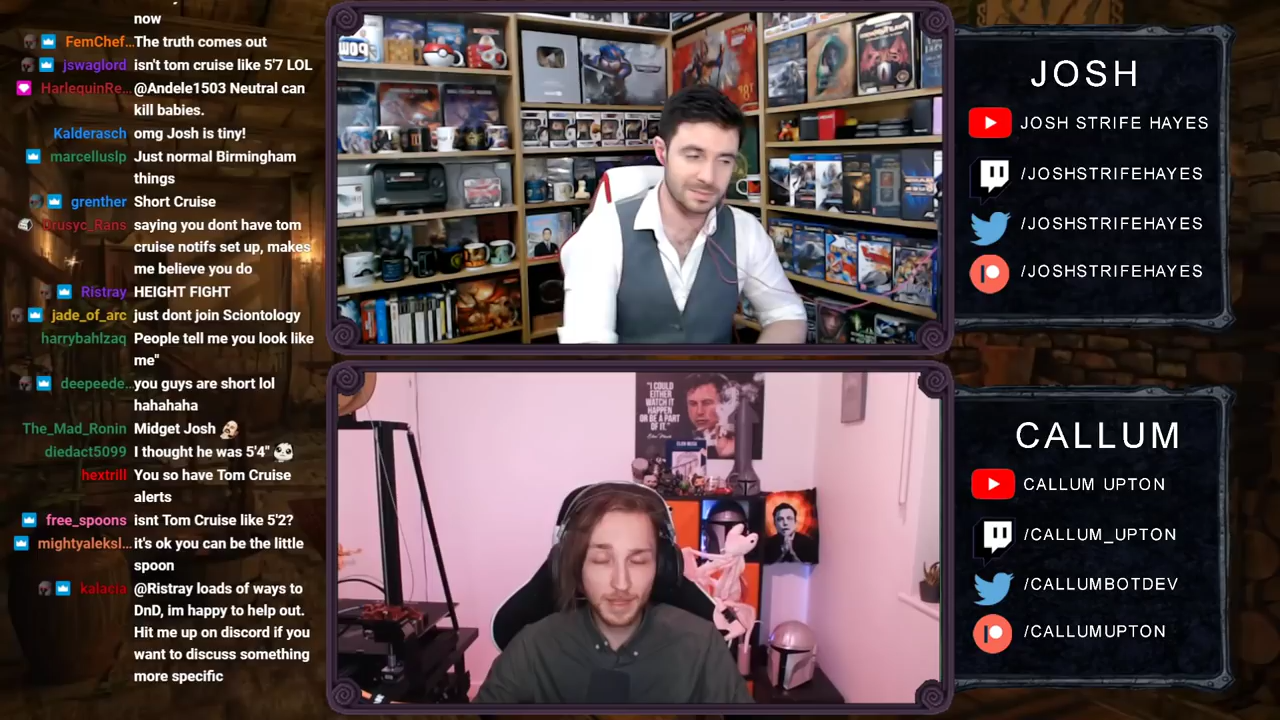 now
FemChef... The truth comes out
jswaglord isn't tom cruise like 5'7 LOL
HarlequinRe... @Andele1503 Neutral can
kill babies.
Kalderasch omg Josh is tiny!
marcelluslp Just normal Birmingham
things
grenther Short Cruise
Drusyc_Rans saying you dont have tom
cruise notifs set up, makes
me believe you do
Ristray HEIGHT FIGHT
jade_of_arc just dont join Sciontology
harrybahlzaq People tell me you look like
me"
deepeede... you guys are short lol
hahahaha
The_Mad_Ronin Midget Josh
diedact5099 I thought he was 5'4"
hextrill You so have Tom Cruise
alerts
free_spoons isnt Tom Cruise like 5'2?
mightyaleksl... it's ok you can be the little
spoon
kalacia @Ristray loads of ways to
DnD, im happy to help out.
Hit me up on discord if you
want to discuss something
more specific
"I COULD
EITHER
WATCH IT
HAPPEN
OR BE A
PART
OF IT."
JOSH
JOSH STRIFE HAYES
/JOSHSTRIFEHAYES
/JOSHSTRIFEHAYES
/JOSHSTRIFEHAYES
CALLUM
CALLUM UPTON
/CALLUM_UPTON
/CALLUMBOTDEV
/CALLUMUPTON